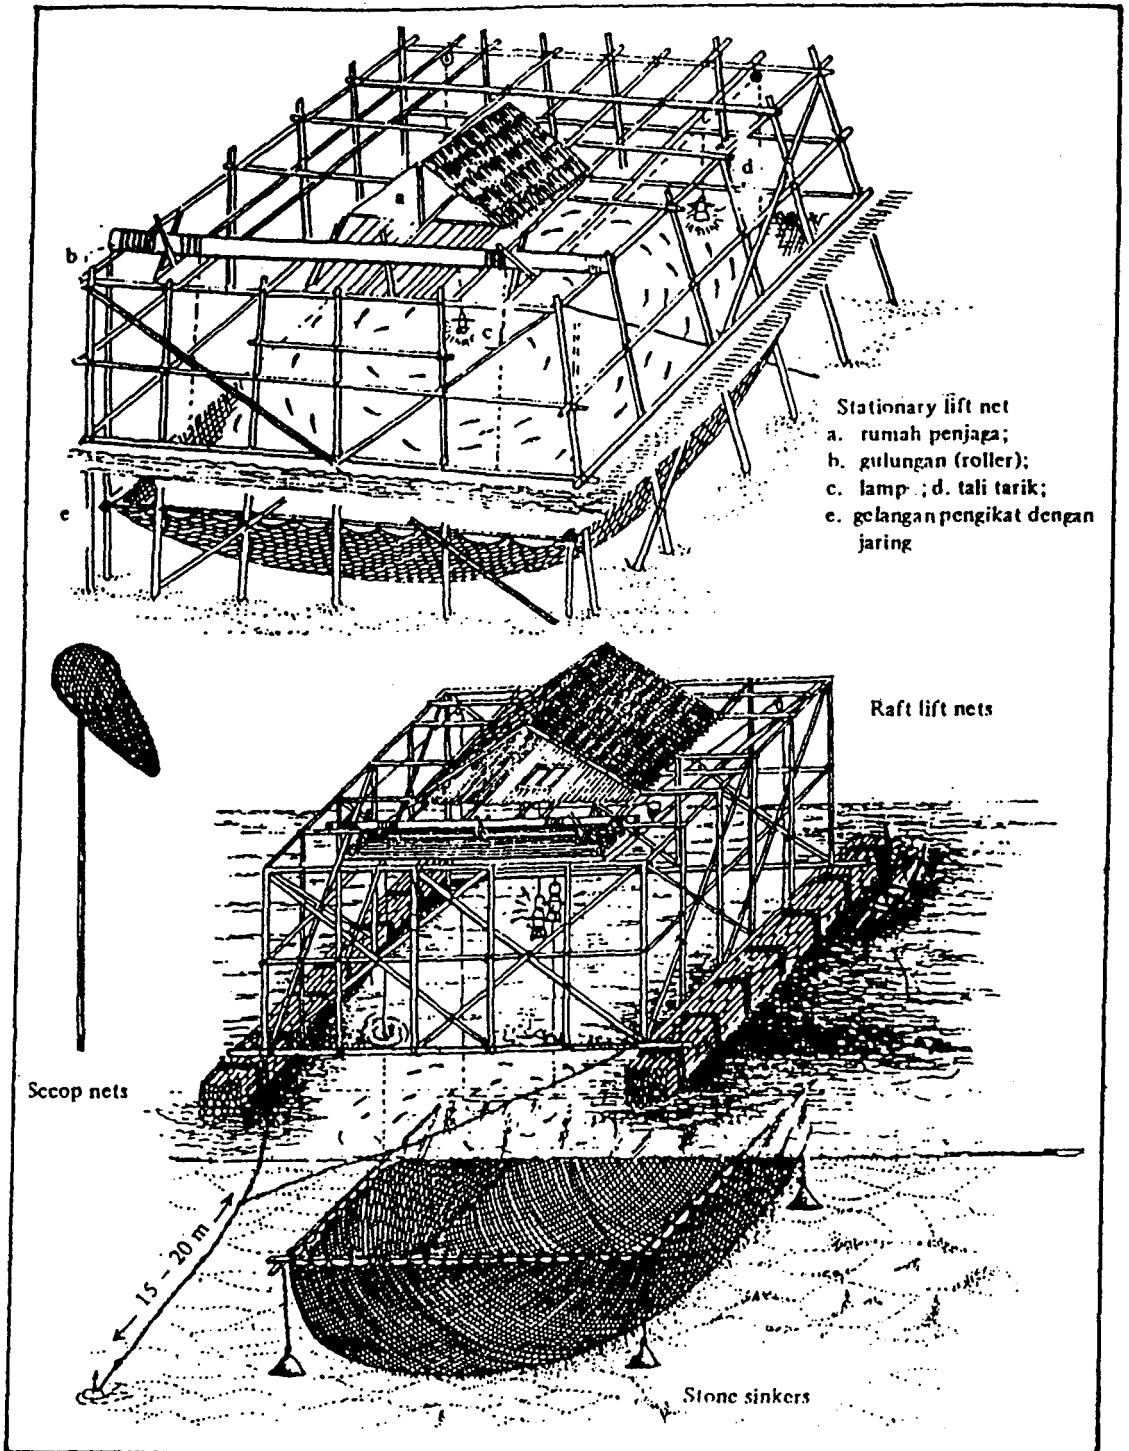 a
b
c
d
e
Stationary lift net
a. rumah penjaga;
b. gulungan (roller);
c. lamp ; d. tali tarik;
e. gelangan pengikat dengan
jaring
Raft lift nets
Sccop nets
15 – 20 m
Stone sinkers